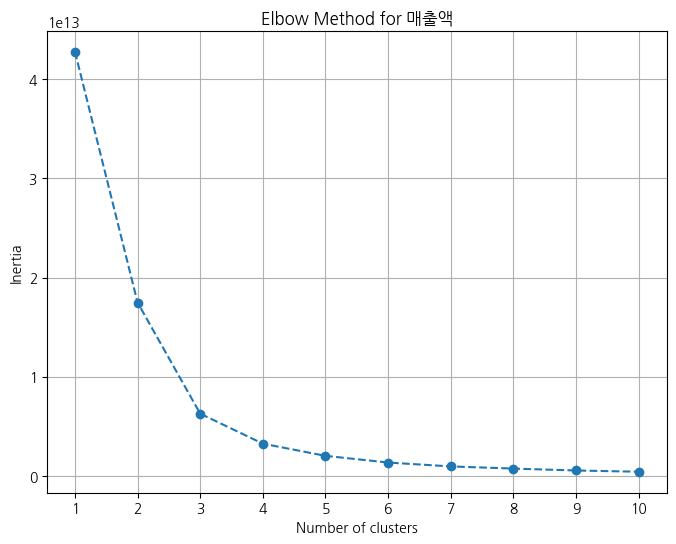 Elbow Method for 매출액
1e13
4
3
2
1
0
Inertia
1 2 3 4 5 6 7 8 9 10
Number of clusters